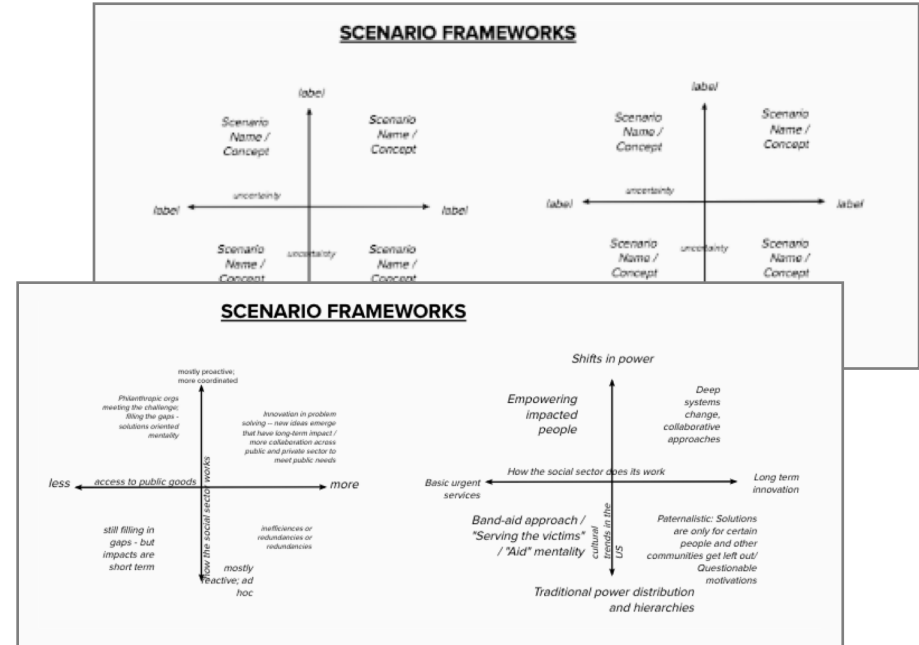 SCENARIO FRAMEWORKS
label
label
Scenario
Name /
Concept
Scenario
Name /
Concept
Scenario
Name /
Concept
Scenario
Name /
Concept
uncertainty
uncertainty
label
label
label
label
Scenario
Name /
Concept
uncertainty
Scenario
Name /
Concept
Scenario
Name /
Concept
uncertainty
Scenario
Name /
Concept
SCENARIO FRAMEWORKS
mostly proactive;
more coordinated
Philanthropic orgs
meeting the challenge;
filling the gaps -
solutions oriented
mentality
Innovation in problem
solving -- new ideas emerge
that have long-term impact /
more collaboration across
public and private sector to
meet public needs
less
access to public goods
more
how the social sector works
still filling in
gaps - but
impacts are
short term
inefficiences or
redundancies or
redundencies
mostly
reactive; ad
hoc
Shifts in power
Empowering
impacted
people
Deep
systems
change,
collaborative
approaches
How the social sector does its work
Basic urgent
services
Long term
innovation
Band-aid approach /
"Serving the victims"
/ "Aid" mentality
cultural
trends in the
US
Paternalistic: Solutions
are only for certain
people and other
communities get left out/
Questionable
motivations
Traditional power distribution
and hierarchies